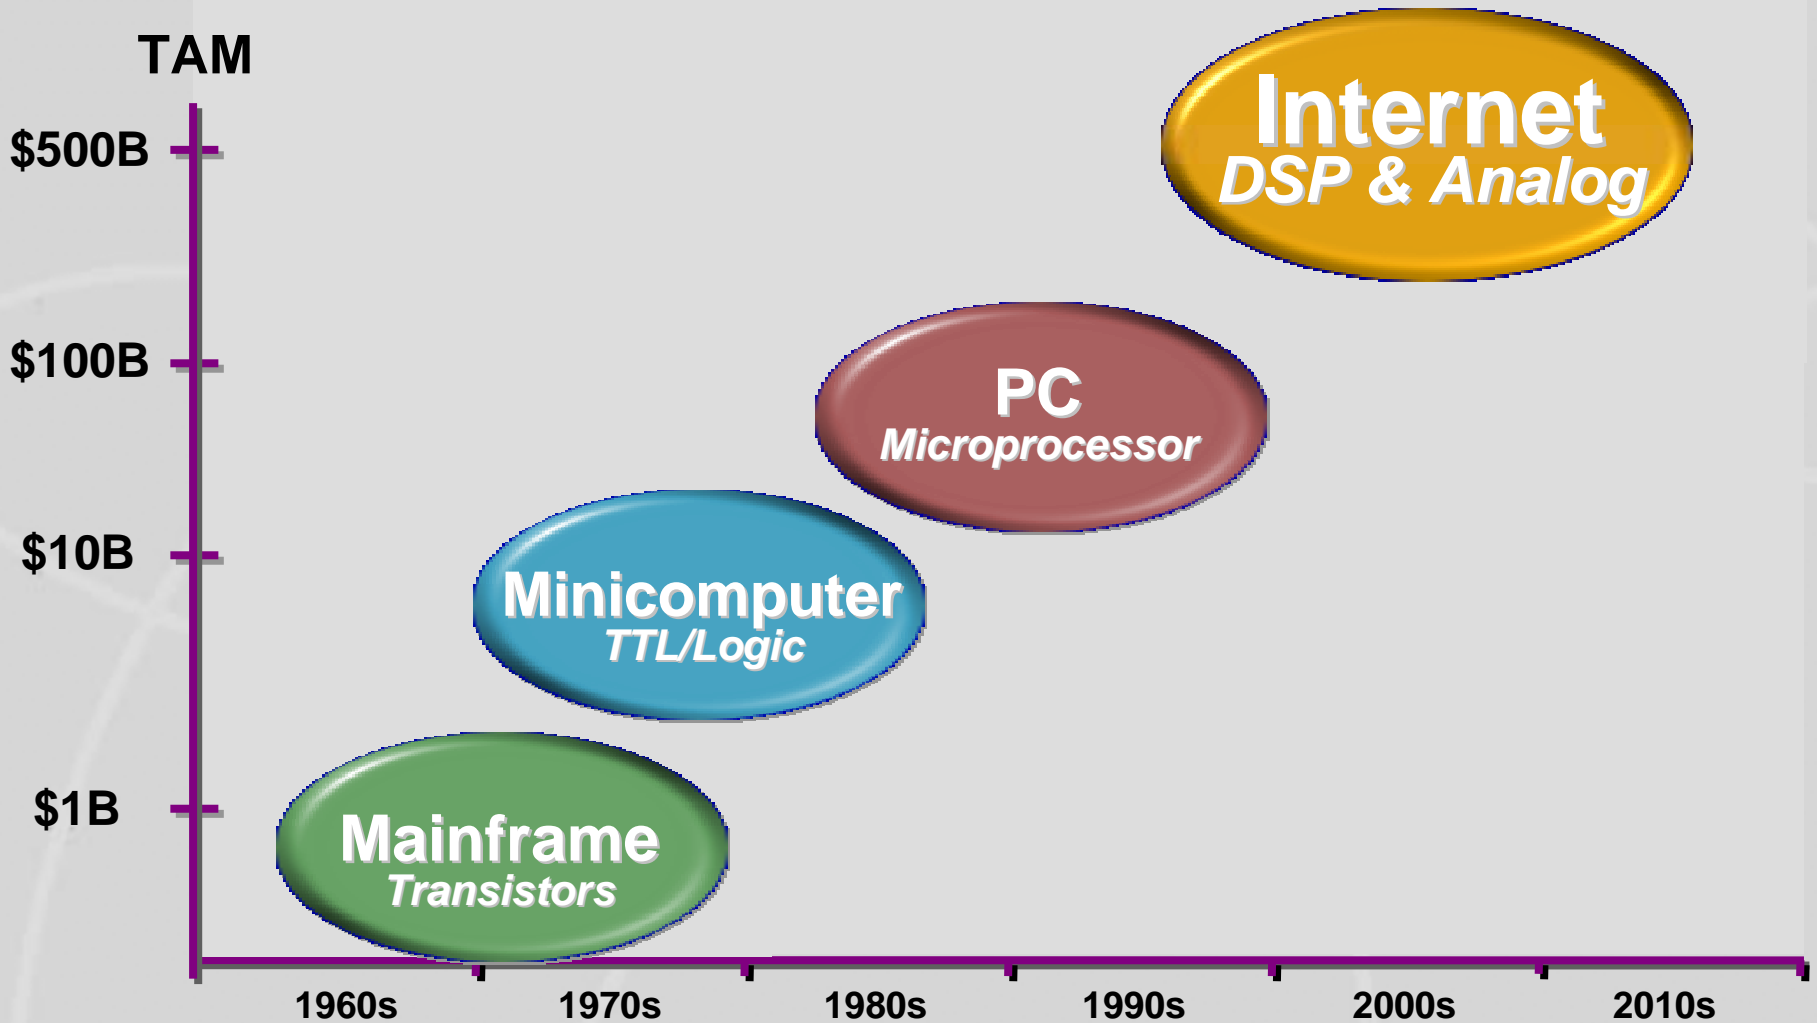 TAM
$500B
Internet
DSP & Analog
$100B
PC
Microprocessor
$10B
Minicomputer
TTL/Logic
$1B
Mainframe
Transistors
1960s 1970s 1980s 1990s 2000s 2010s